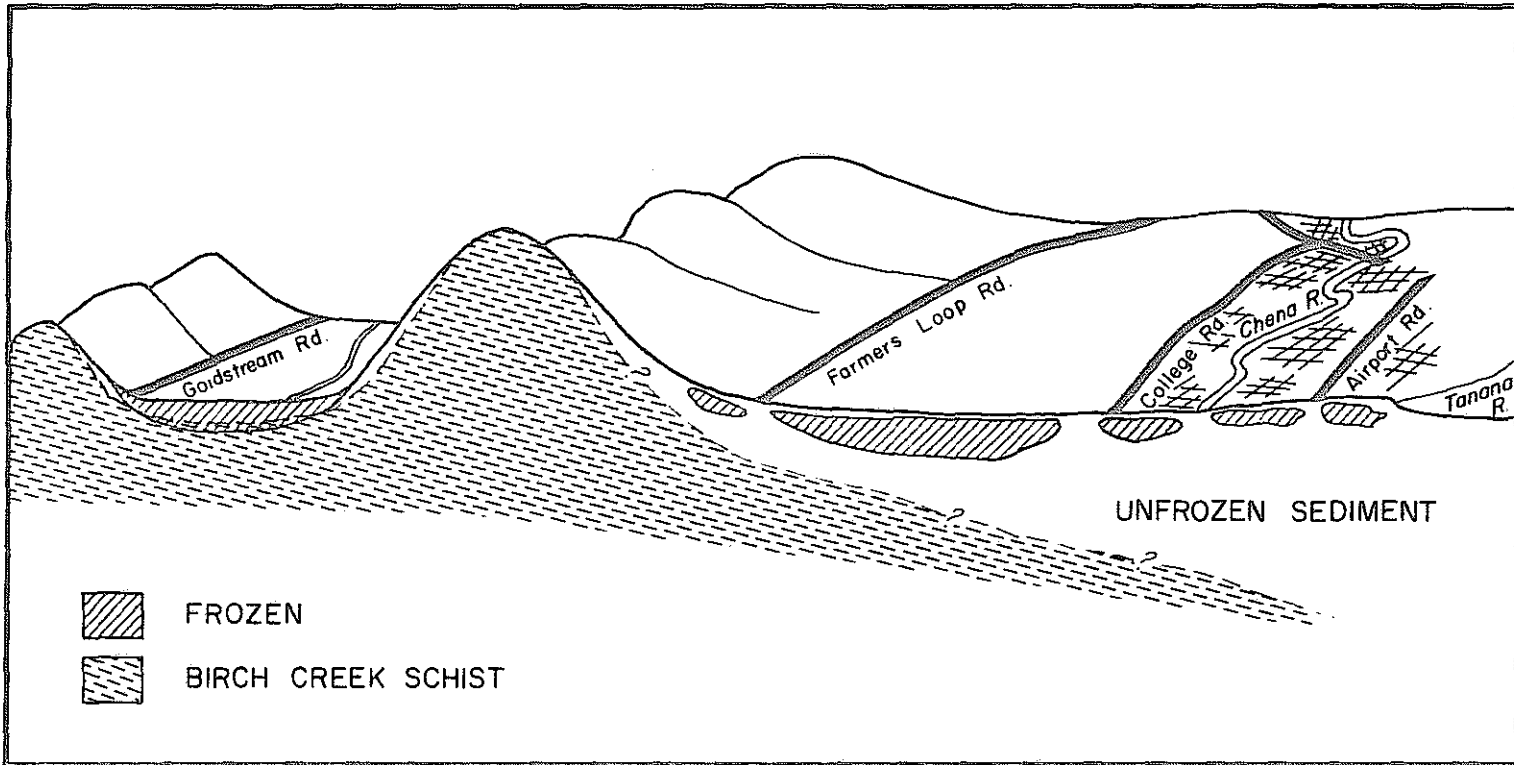 Goldstream Rd.
?
Farmers Loop Rd.
College Rd.
Chena R.
Airport Rd.
Tanana
R.
?
?
UNFROZEN SEDIMENT
FROZEN
BIRCH CREEK SCHIST